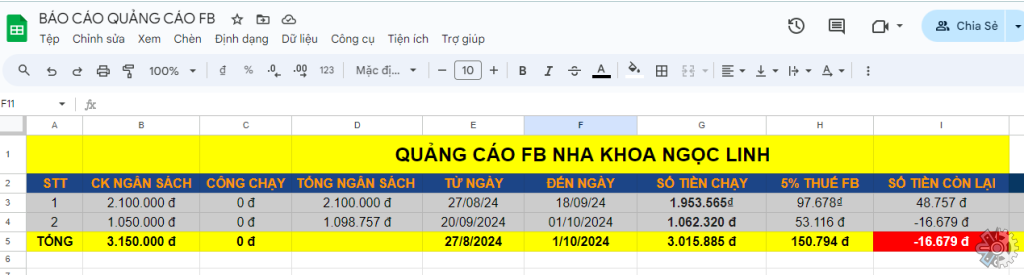 BÁO CÁO QUẢNG CÁO FB
Tệp Chỉnh sửa Xem Chèn Định dạng Dữ liệu Công cụ Tiện ích Trợ giúp
Chia Sẻ
100% đ % .0 .00 123 Mặc đị... 10 B I S A
F11 fx
A B C D E F G H I
1 QUẢNG CÁO FB NHA KHOA NGỌC LINH
2 STT CK NGÂN SÁCH CÔNG CHẠY TỔNG NGÂN SÁCH TỪ NGÀY ĐẾN NGÀY SỐ TIỀN CHẠY 5% THUẾ FB SỐ TIỀN CÒN LẠI
3 1 2.100.000 đ 0 đ 2.100.000 đ 27/08/24 18/09/24 1.953.565₫ 97.678₫ 48.757 đ
4 2 1.050.000 đ 0 đ 1.098.757 đ 20/09/2024 01/10/2024 1.062.320 đ 53.116 đ -16.679 đ
5 TỔNG 3.150.000 đ 0 đ 27/8/2024 1/10/2024 3.015.885 đ 150.794 đ -16.679 đ
6
7